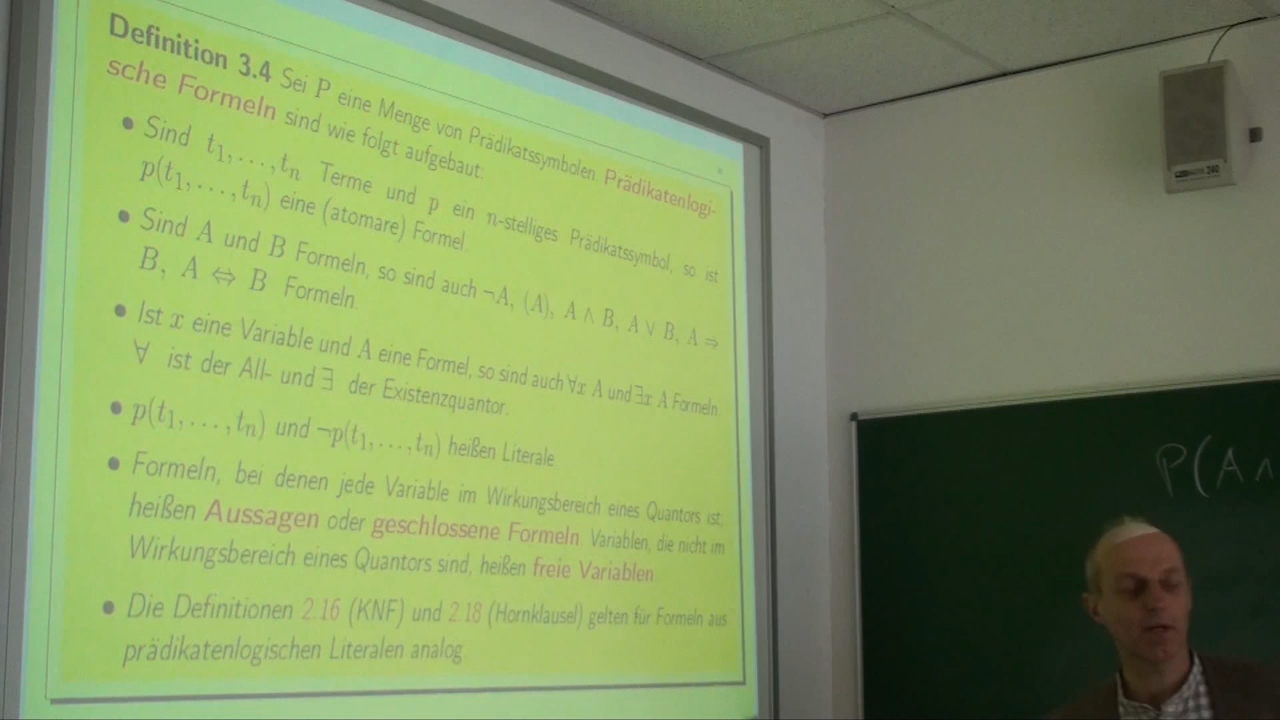 Definition 3.4 Sei P eine Menge von Prädikatssymbolen. Prädikatenlogi-
sche Formeln sind wie folgt aufgebaut:
• Sind t₁, …, tₙ Terme und p ein n-stelliges Prädikatssymbol, so ist
p(t₁, …, tₙ) eine (atomare) Formel.
• Sind A und B Formeln, so sind auch ¬A, (A), A ∧ B, A ∨ B, A ⇒
B, A ⇔ B Formeln.
• Ist x eine Variable und A eine Formel, so sind auch ∀x A und ∃x A Formeln.
∀ ist der All- und ∃ der Existenzquantor.
• p(t₁, …, tₙ) und ¬p(t₁, …, tₙ) heißen Literale.
• Formeln, bei denen jede Variable im Wirkungsbereich eines Quantors ist,
heißen Aussagen oder geschlossene Formeln. Variablen, die nicht im
Wirkungsbereich eines Quantors sind, heißen freie Variablen.
• Die Definitionen 2.16 (KNF) und 2.18 (Hornklausel) gelten für Formeln aus
prädikatenlogischen Literalen analog.
P(A ∧